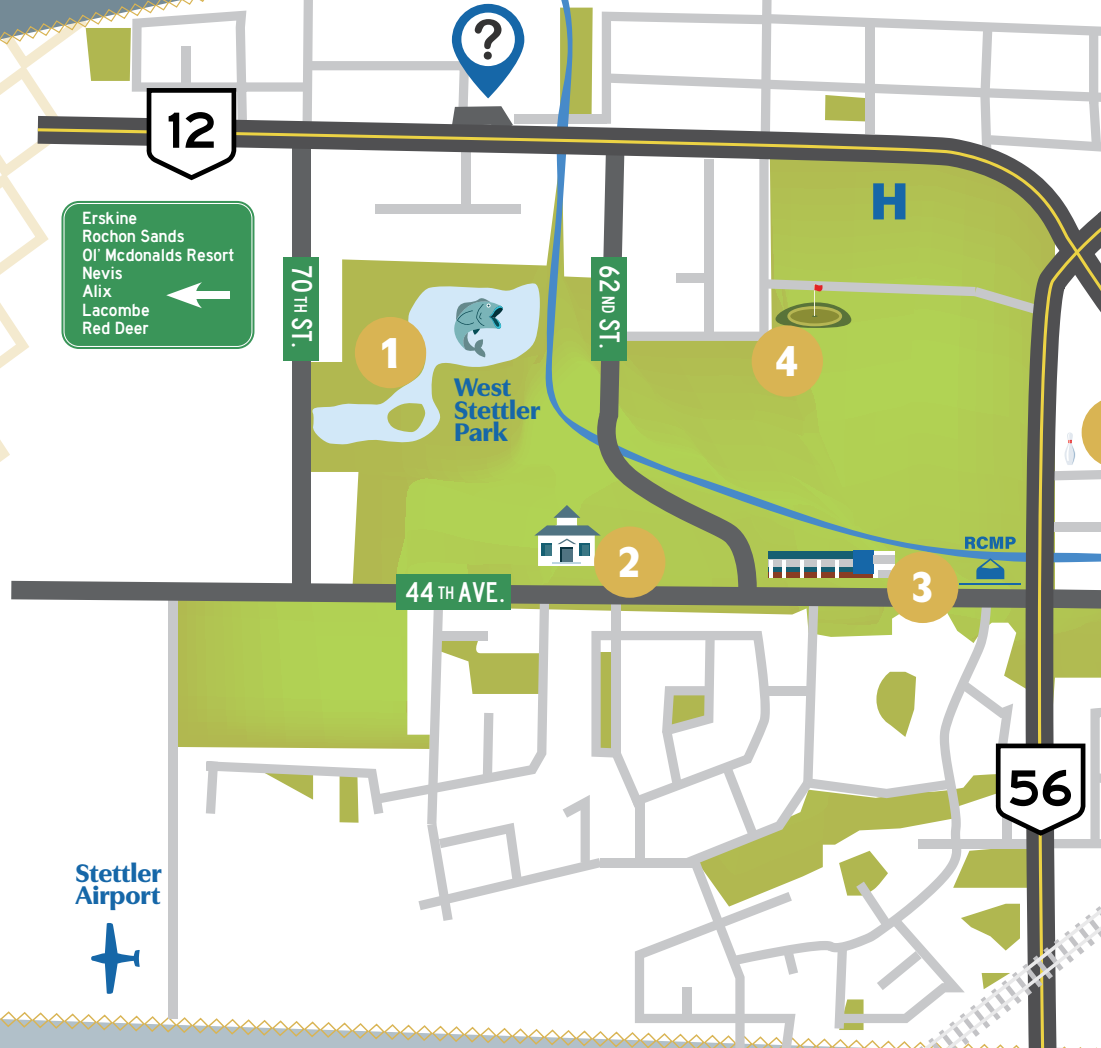 ?
12
H
Erskine
Rochon Sands
Ol' Mcdonalds Resort
Nevis
Alix
Lacombe
Red Deer
70TH ST.
62ND ST.
1
4
West
Stettler
Park
2
RCMP
3
44TH AVE.
56
Stettler
Airport